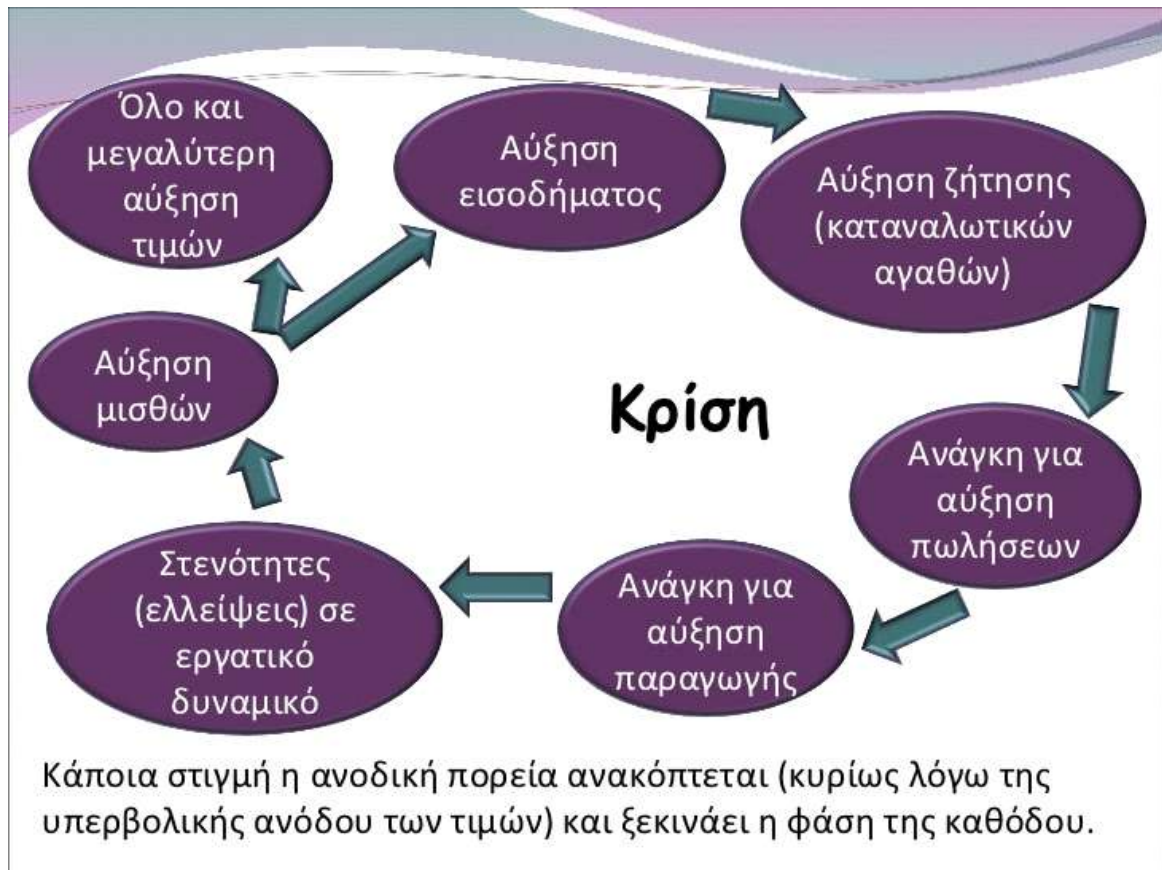 Όλο και
μεγαλύτερη
αύξηση
τιμών
Αύξηση
εισοδήματος
Αύξηση ζήτησης
(καταναλωτικών
αγαθών)
Αύξηση
μισθών
Κρίση
Ανάγκη για
αύξηση
πωλήσεων
Στενότητες
(ελλείψεις) σε
εργατικό
δυναμικό
Ανάγκη για
αύξηση
παραγωγής
Κάποια στιγμή η ανοδική πορεία ανακόπτεται (κυρίως λόγω της
υπερβολικής ανόδου των τιμών) και ξεκινάει η φάση της καθόδου.